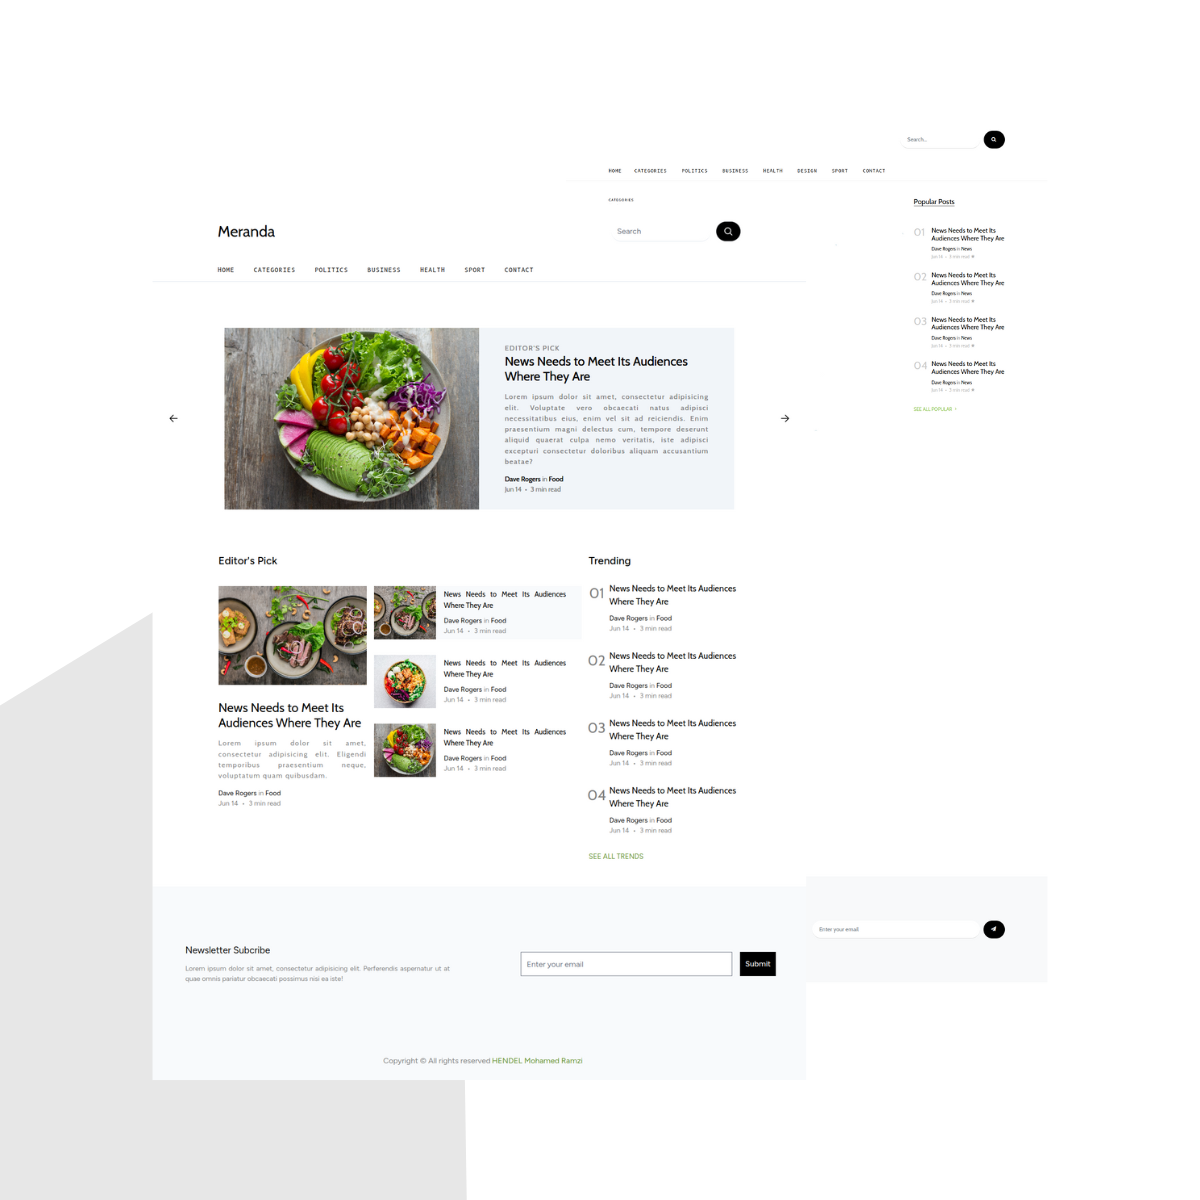 Search..
HOME CATEGORIES POLITICS BUSINESS HEALTH DESIGN SPORT CONTACT
CATEGORIES
Popular Posts
01 News Needs to Meet Its
Audiences Where They Are
Dave Rogers in News
Jun 14 • 6 min read ★
02 News Needs to Meet Its
Audiences Where They Are
Dave Rogers in News
Jun 14 • 5 min read ★
03 News Needs to Meet Its
Audiences Where They Are
Dave Rogers in News
Jun 14 • 5 min read ★
04 News Needs to Meet Its
Audiences Where They Are
Dave Rogers in News
Jun 14 • 3 min read ★
SEE ALL POPULAR >
Enter your email
Meranda
Search
HOME CATEGORIES POLITICS BUSINESS HEALTH SPORT CONTACT
EDITOR'S PICK
News Needs to Meet Its Audiences
Where They Are
Lorem ipsum dolor sit amet, consectetur adipisicing
elit. Voluptate vero obcaecati natus adipisci
necessitatibus eius, enim vel sit ad reiciendis. Enim
praesentium magni delectus cum, tempore deserunt
aliquid quaerat culpa nemo veritatis, iste adipisci
excepturi consectetur doloribus aliquam accusantium
beatae?
Dave Rogers in Food
Jun 14 • 3 min read
Editor's Pick
News Needs to Meet Its
Audiences Where They Are
Lorem ipsum dolor sit amet,
consectetur adipisicing elit. Eligendi
temporibus praesentium neque,
voluptatum quam quibusdam.
Dave Rogers in Food
Jun 14 • 3 min read
News Needs to Meet Its Audiences
Where They Are
Dave Rogers in Food
Jun 14 • 3 min read
News Needs to Meet Its Audiences
Where They Are
Dave Rogers in Food
Jun 14 • 3 min read
News Needs to Meet Its Audiences
Where They Are
Dave Rogers in Food
Jun 14 • 3 min read
Trending
01 News Needs to Meet Its Audiences
Where They Are
Dave Rogers in Food
Jun 14 • 3 min read
02 News Needs to Meet Its Audiences
Where They Are
Dave Rogers in Food
Jun 14 • 3 min read
03 News Needs to Meet Its Audiences
Where They Are
Dave Rogers in Food
Jun 14 • 3 min read
04 News Needs to Meet Its Audiences
Where They Are
Dave Rogers in Food
Jun 14 • 3 min read
SEE ALL TRENDS
Newsletter Subcribe
Lorem ipsum dolor sit amet, consectetur adipisicing elit. Perferendis aspernatur ut at
quae omnis pariatur obcaecati possimus nisi ea iste!
Enter your email
Submit
Copyright © All rights reserved HENDEL Mohamed Ramzi